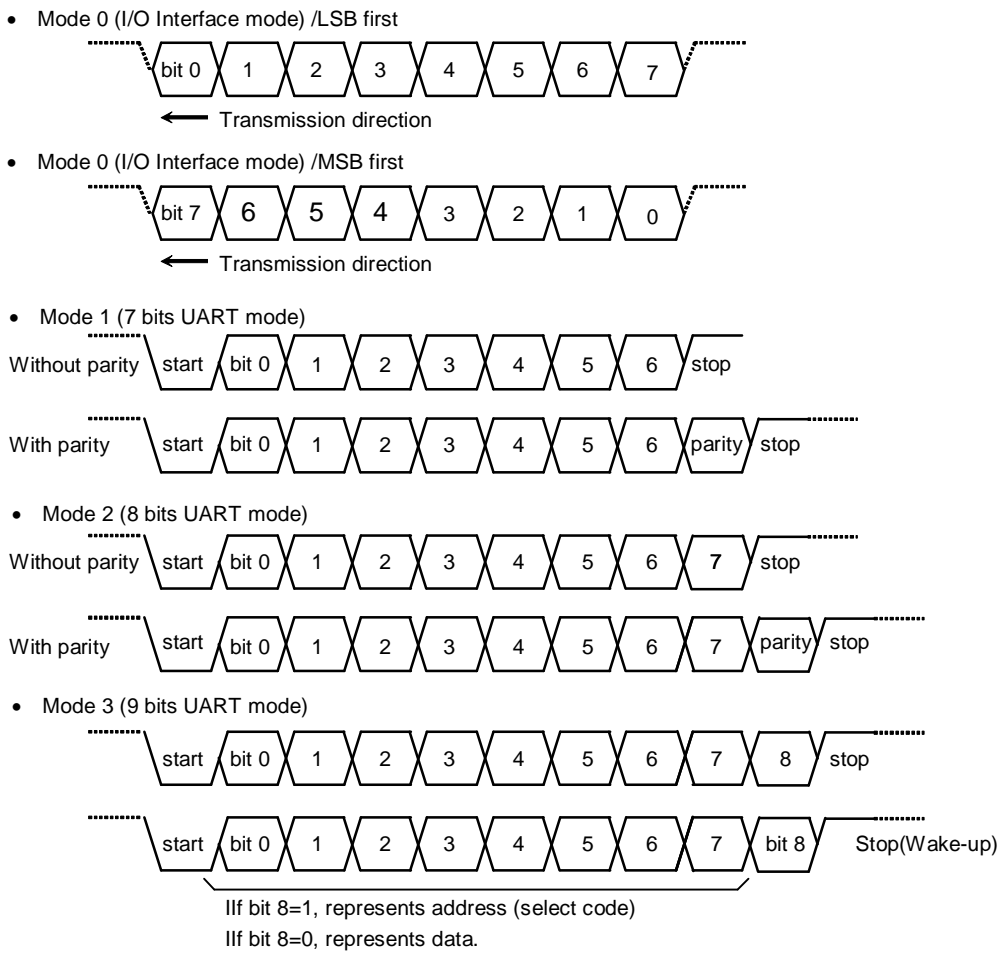 • Mode 0 (I/O Interface mode) /LSB first
bit 0 1 2 3 4 5 6 7
Transmission direction
• Mode 0 (I/O Interface mode) /MSB first
bit 7 6 5 4 3 2 1 0
Transmission direction
• Mode 1 (7 bits UART mode)
Without parity start bit 0 1 2 3 4 5 6 stop
With parity start bit 0 1 2 3 4 5 6 parity stop
• Mode 2 (8 bits UART mode)
Without parity start bit 0 1 2 3 4 5 6 7 stop
With parity start bit 0 1 2 3 4 5 6 7 parity stop
• Mode 3 (9 bits UART mode)
start bit 0 1 2 3 4 5 6 7 8 stop
start bit 0 1 2 3 4 5 6 7 bit 8 Stop(Wake-up)
IIf bit 8=1, represents address (select code)
IIf bit 8=0, represents data.